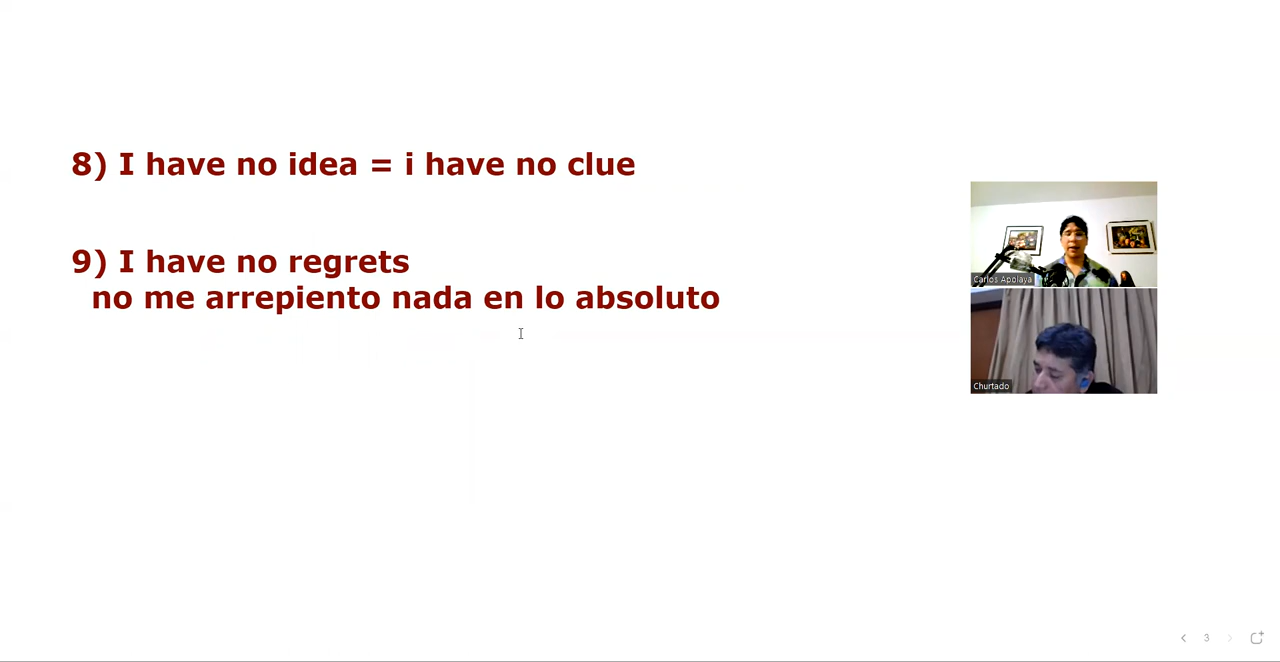 8) I have no idea = i have no clue
9) I have no regrets
no me arrepiento nada en lo absoluto
Carlos Apolaya
Churtado
3